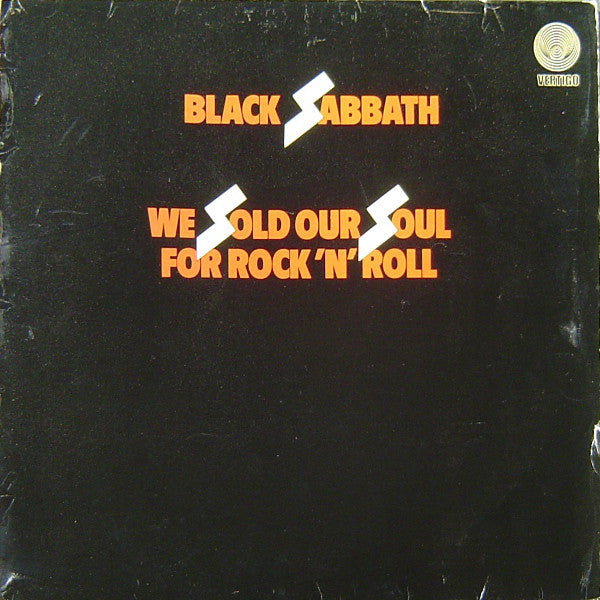 VERTIGO
BLACK SABBATH
WE SOLD OUR SOUL
FOR ROCK 'N' ROLL